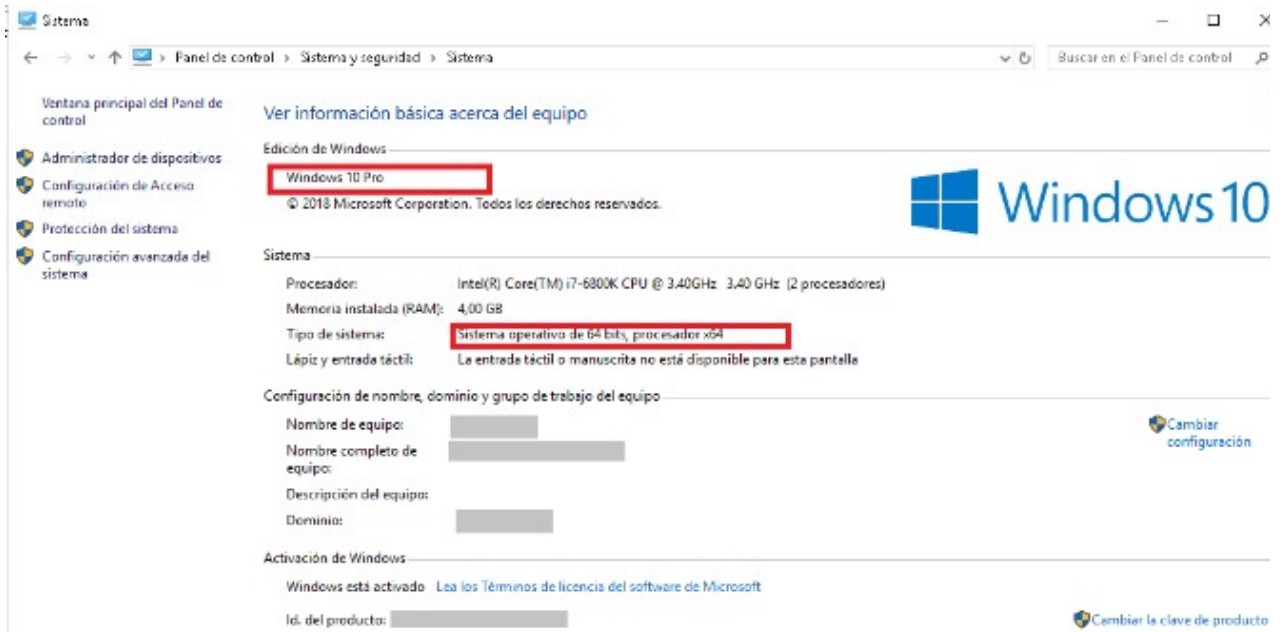 Sistema
Panel de control › Sistema y seguridad › Sistema
Buscar en el Panel de control
Ventana principal del Panel de
control
Administrador de dispositivos
Configuración de Acceso
remoto
Protección del sistema
Configuración avanzada del
sistema
Ver información básica acerca del equipo
Edición de Windows
Windows 10 Pro
© 2018 Microsoft Corporation. Todos los derechos reservados.
Windows 10
Sistema
Procesador: Intel(R) Core(TM) i7-6800K CPU @ 3.40GHz 3.40 GHz (2 procesadores)
Memoria instalada (RAM): 4,00 GB
Tipo de sistema: Sistema operativo de 64 bits, procesador x64
Lápiz y entrada táctil: La entrada táctil o manuscrita no está disponible para esta pantalla
Configuración de nombre, dominio y grupo de trabajo del equipo
Nombre de equipo:
Cambiar
configuración
Nombre completo de
equipo:
Descripción del equipo:
Dominio:
Activación de Windows
Windows está activado Lea los Términos de licencia del software de Microsoft
Id. del producto:
Cambiar la clave de producto